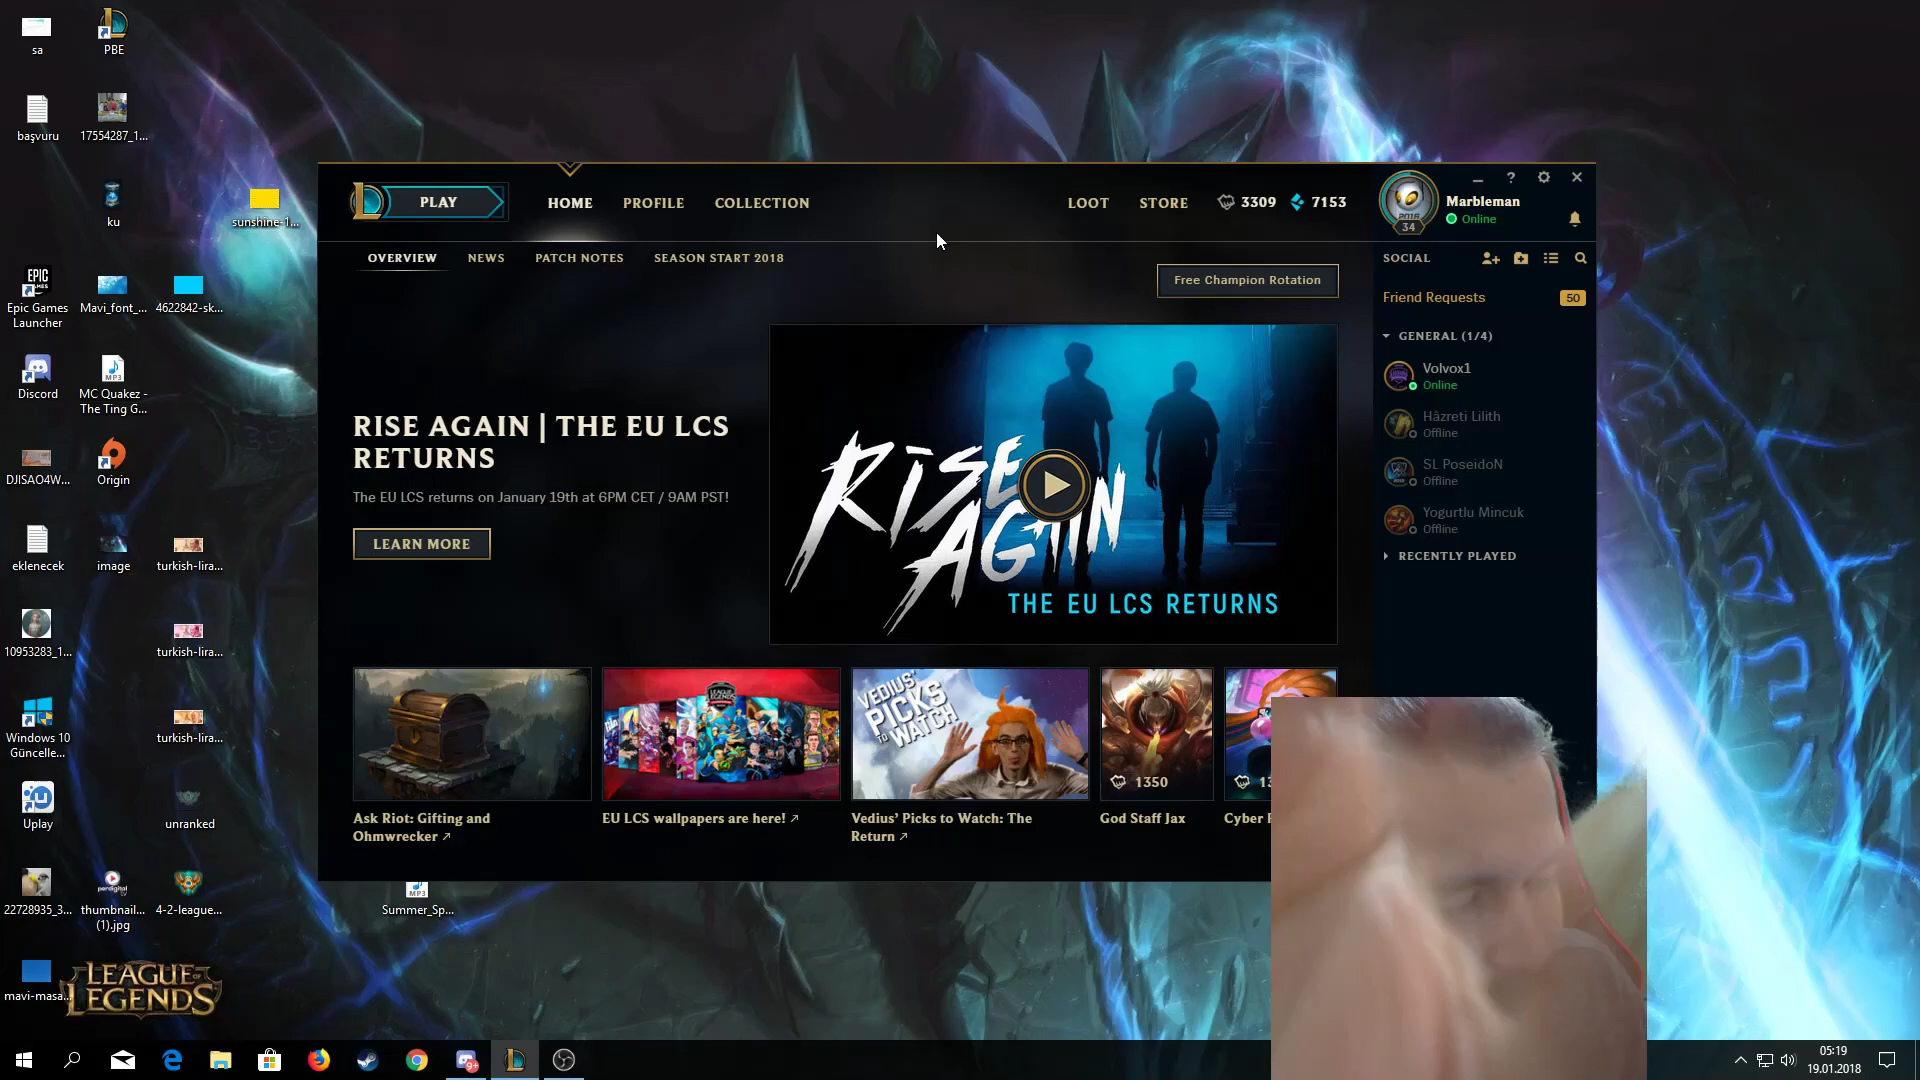 sa
PBE
başvuru
17554287_1...
ku
sunshine-1...
Epic Games
Launcher
Mavi_font_...
4622842-sk...
Discord
MC Quakez -
The Ting G...
DJISAO4W...
Origin
eklenecek
image
turkish-lira...
10953283_1...
turkish-lira...
Windows 10
Güncelle...
turkish-lira...
Uplay
unranked
22728935_3...
thumbnail...
(1).jpg
4-2-league...
Summer_Sp...
mavi-masa...
LEAGUE OF
LEGENDS
PLAY
HOME
PROFILE
COLLECTION
LOOT
STORE
3309
7153
2018
34
Marbleman
Online
OVERVIEW
NEWS
PATCH NOTES
SEASON START 2018
Free Champion Rotation
SOCIAL
Friend Requests
50
GENERAL (1/4)
Volvox1
Online
Hâzreti Lilith
Offline
SL PoseidoN
Offline
Yogurtlu Mincuk
Offline
RECENTLY PLAYED
RISE AGAIN | THE EU LCS
RETURNS
The EU LCS returns on January 19th at 6PM CET / 9AM PST!
LEARN MORE
RISE
AGAIN
THE EU LCS RETURNS
VEDIUS'
PICKS
TO
WATCH
1350
Ask Riot: Gifting and
Ohmwrecker
EU LCS wallpapers are here!
Vedius' Picks to Watch: The
Return
God Staff Jax
Cyber
05:19
19.01.2018